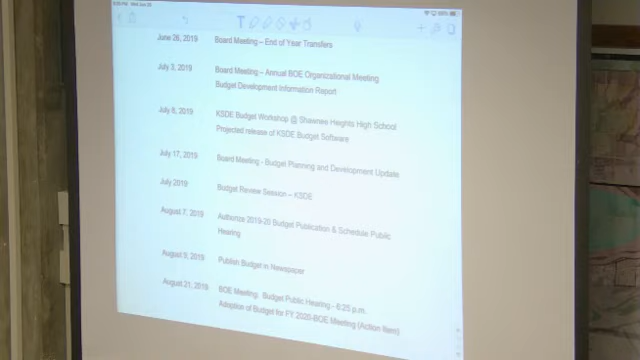 June 26, 2019 Board Meeting – End of Year Transfers
July 3, 2019 Board Meeting – Annual BOE Organizational Meeting
Budget Development Information Report
July 8, 2019 KSDE Budget Workshop @ Shawnee Heights High School
Projected release of KSDE Budget Software
July 17, 2019 Board Meeting - Budget Planning and Development Update
July 2019 Budget Review Session – KSDE
August 7, 2019 Authorize 2019-20 Budget Publication & Schedule Public
Hearing
August 9, 2019 Publish Budget in Newspaper
August 21, 2019 BOE Meeting: Budget Public Hearing - 6:25 p.m.
Adoption of Budget for FY 2020-BOE Meeting (Action Item)